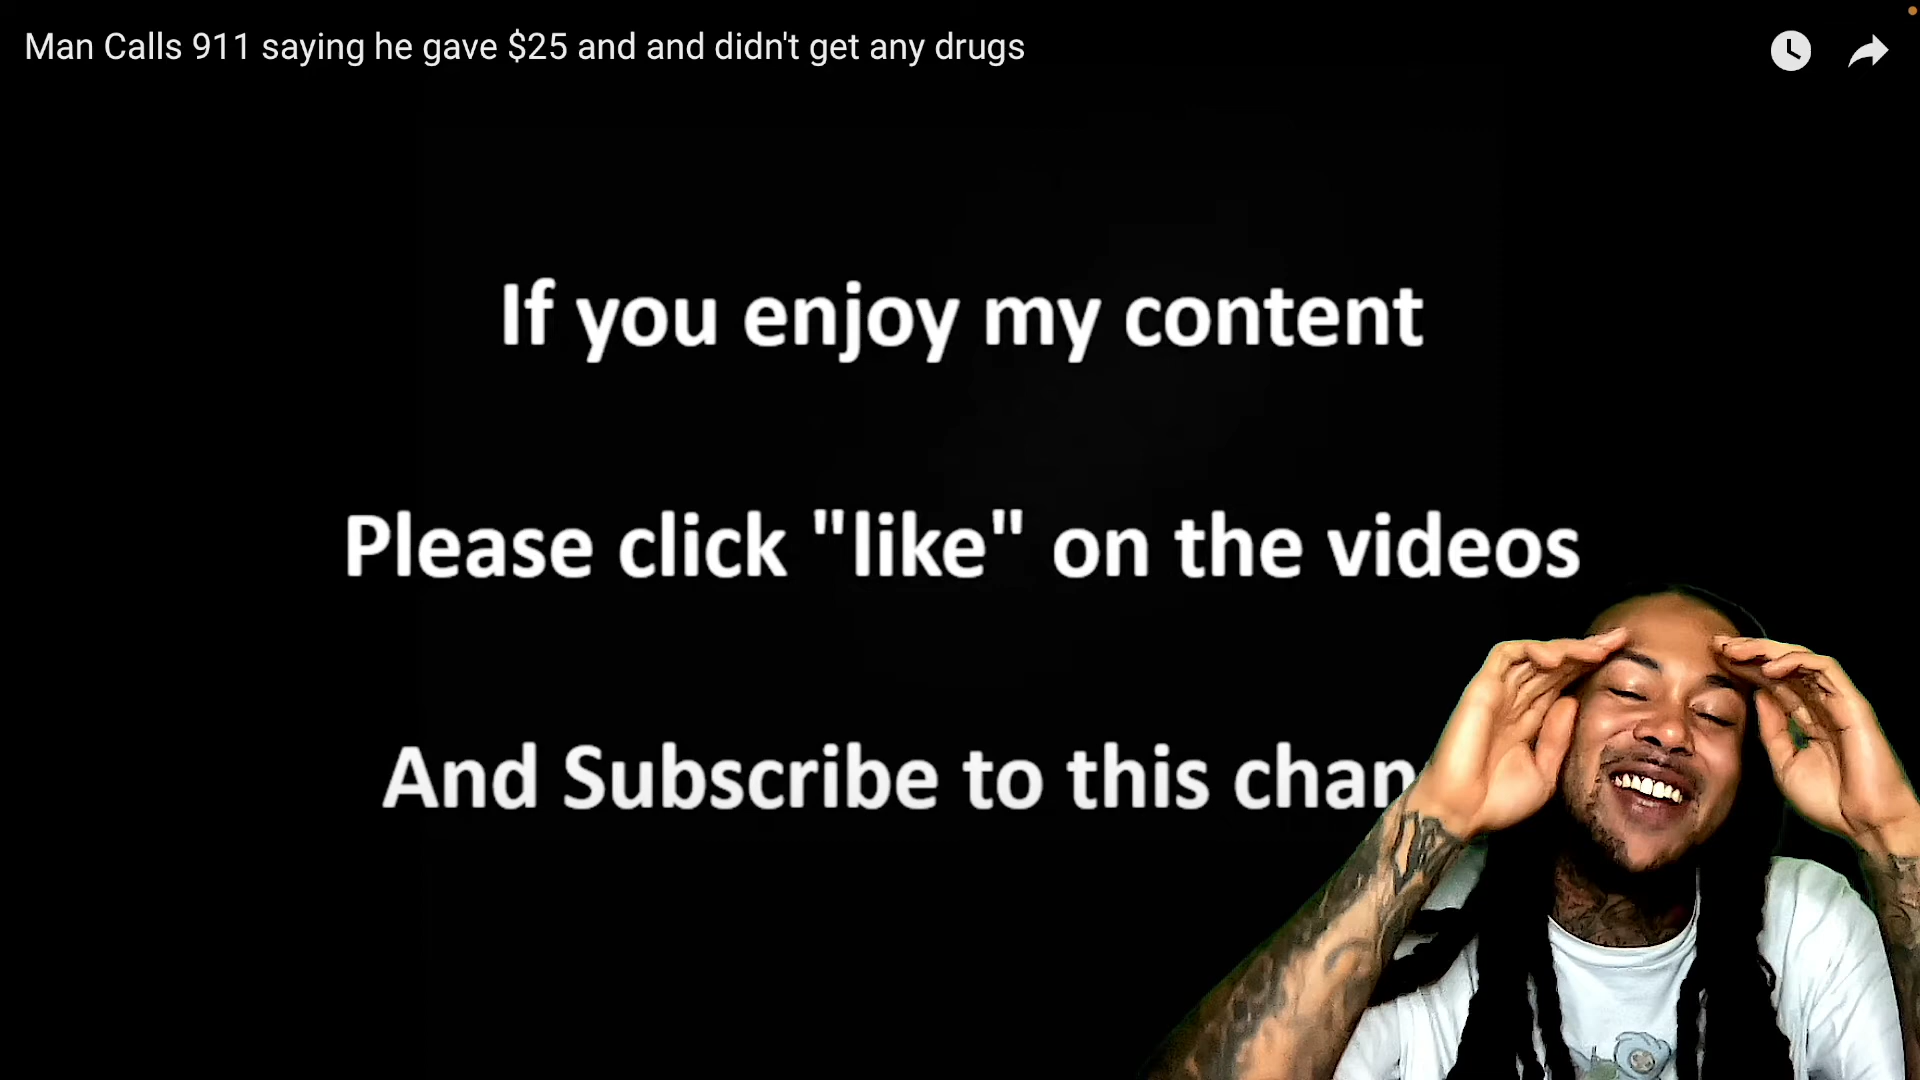 Man Calls 911 saying he gave $25 and and didn't get any drugs
If you enjoy my content
Please click "like" on the videos
And Subscribe to this chan